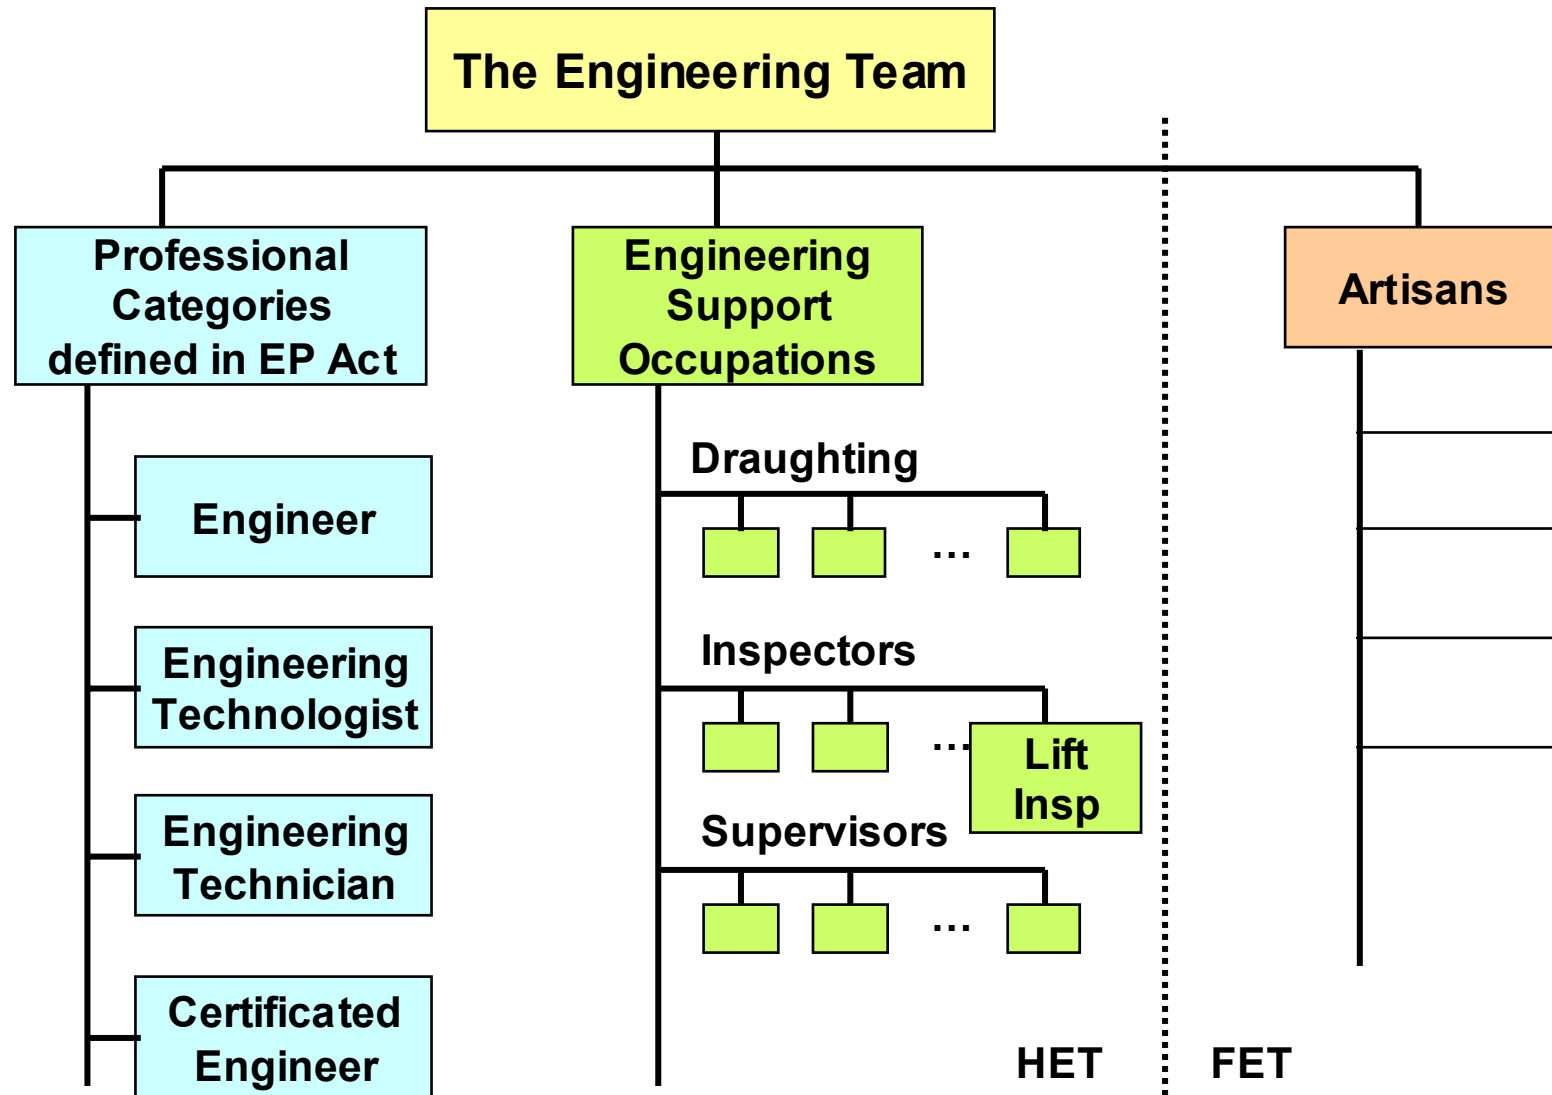 The Engineering Team
Professional
Categories
defined in EP Act
Engineering
Support
Occupations
Artisans
Engineer
Engineering
Technologist
Engineering
Technician
Certificated
Engineer
Draughting
...
Inspectors
...
Lift
Insp
Supervisors
...
HET
FET